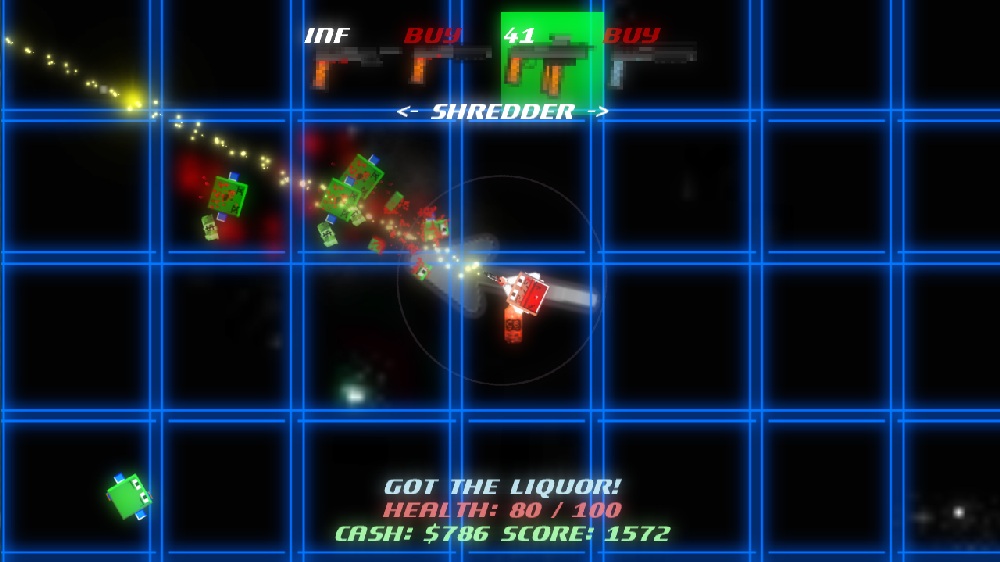 INF BUY 41 BUY
<- SHREDDER ->
GOT THE LIQUOR!
HEALTH: 80 / 100
CASH: $786 SCORE: 1572